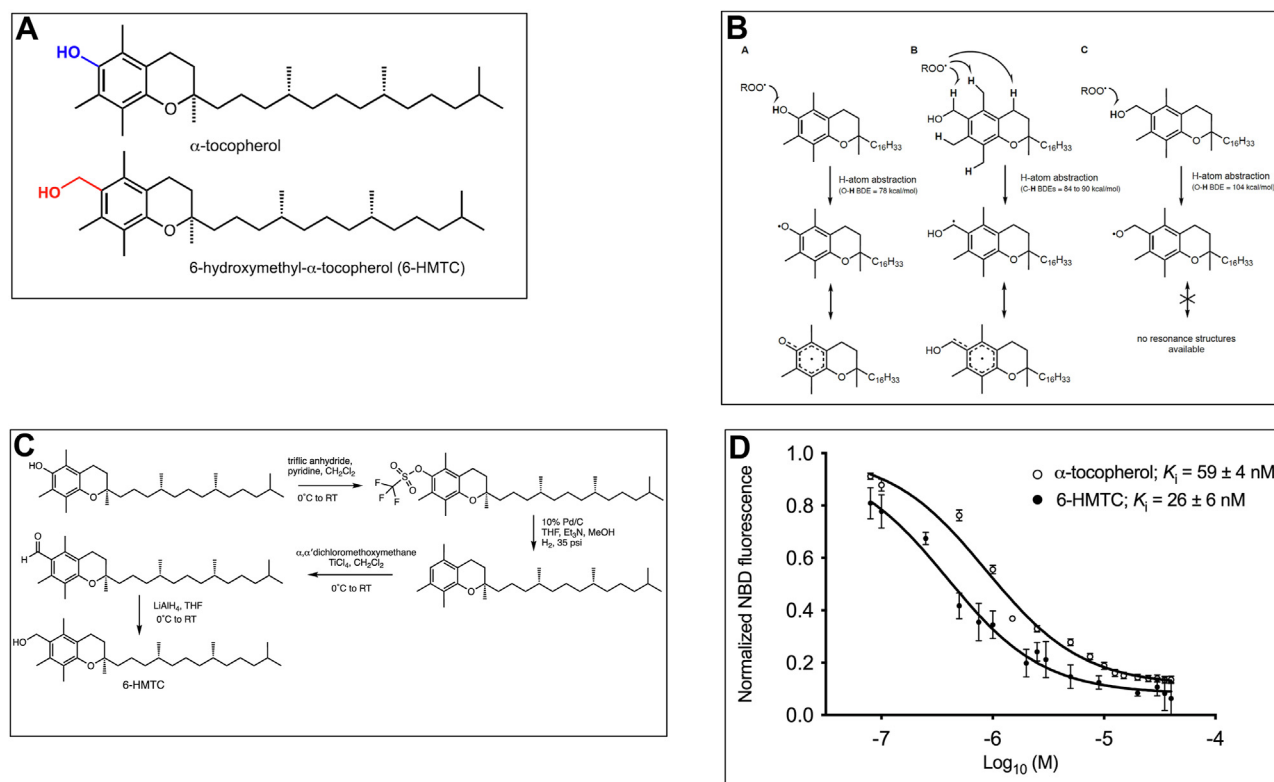 A
HO
O
α-tocopherol
HO
O
6-hydroxymethyl-α-tocopherol (6-HMTC)
B
A
B
C
ROO•
ROO•
ROO•
H
H
H
HO
HO
HO
H
H
O
C16H33
O
C16H33
O
C16H33
H-atom abstraction
(O-H BDE = 78 kcal/mol)
H-atom abstraction
(C-H BDEs = 84 to 90 kcal/mol)
H-atom abstraction
(O-H BDE = 104 kcal/mol)
•O
HO
•O
O
C16H33
O
C16H33
O
C16H33
O
HO
O
C16H33
O
C16H33
no resonance structures
available
C
HO
O
triflic anhydride,
pyridine, CH2Cl2
0˚C to RT
O
O
S
O
F
F
F
O
10% Pd/C
THF, Et3N, MeOH
H2, 35 psi
O
H
O
α,α'dichloromethoxymethane
TiCl4, CH2Cl2
0˚C to RT
O
LiAlH4, THF
0˚C to RT
HO
O
6-HMTC
D
Normalized NBD fluorescence
1.0
0.8
0.6
0.4
0.2
0.0
α-tocopherol; Ki = 59 ± 4 nM
6-HMTC; Ki = 26 ± 6 nM
-7
-6
-5
-4
Log10 (M)